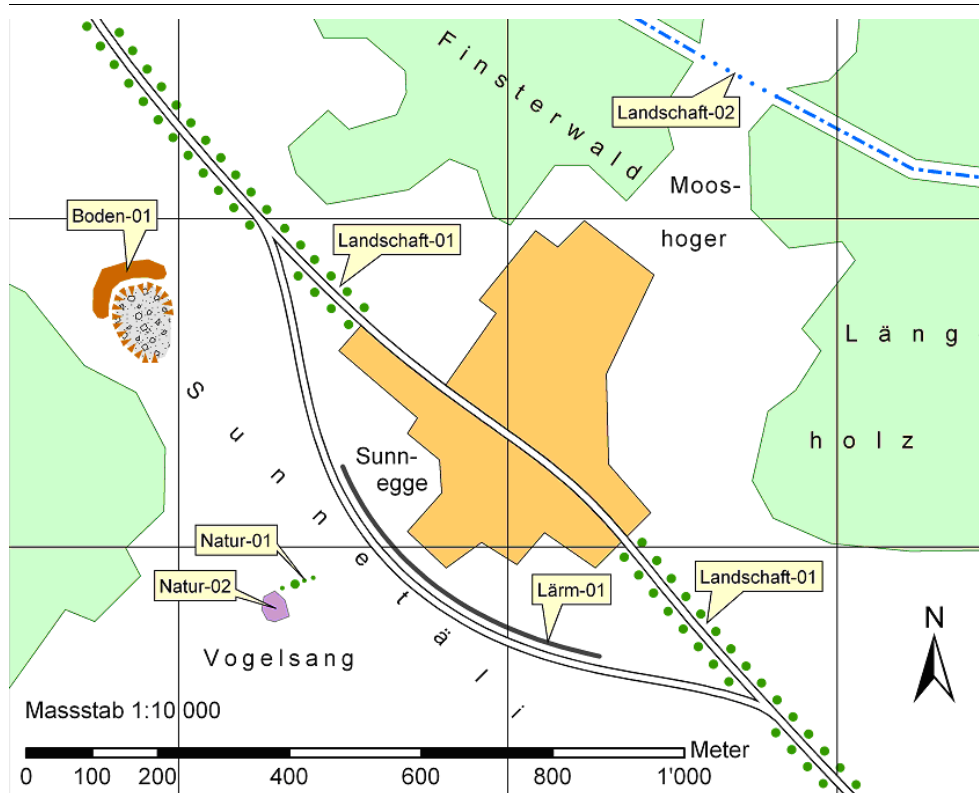 Finsterwald
Landschaft-02
Moos-
hoger
Boden-01
Landschaft-01
Läng
holz
Sunnetäli
Sunn-
egge
Natur-01
Natur-02
Lärm-01
Landschaft-01
Vogelsang
N
Massstab 1:10 000
Meter
0 100 200 400 600 800 1'000